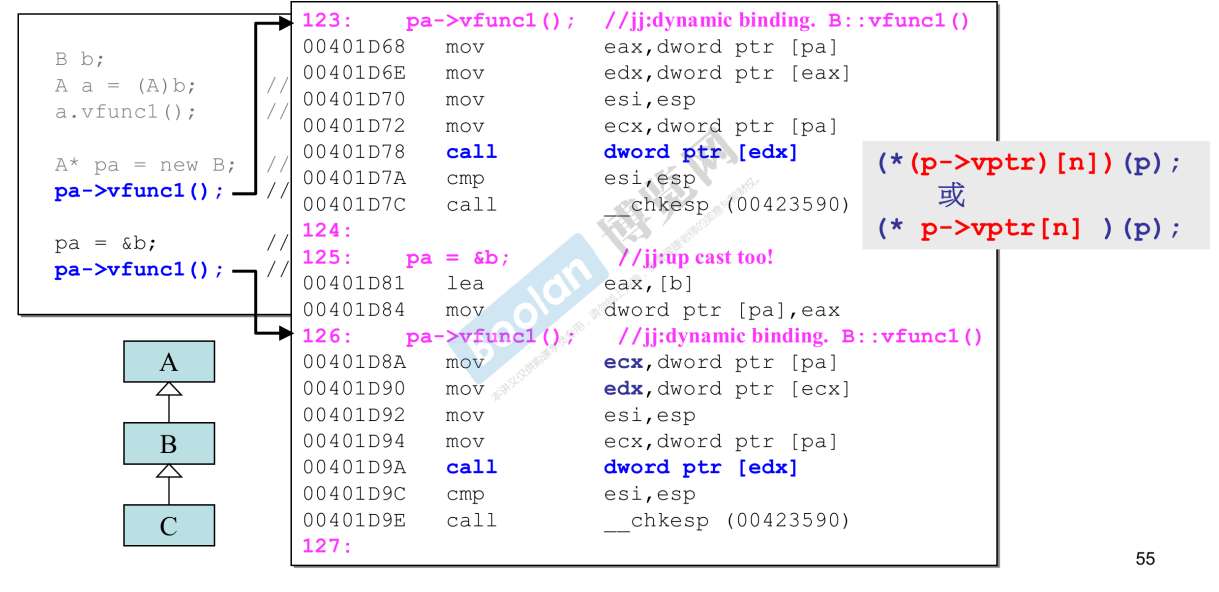 B b;
A a = (A)b; //
a.vfunc1(); //
A* pa = new B; //
pa->vfunc1(); //
pa = &b; //
pa->vfunc1(); //
123: pa->vfunc1(); //jj:dynamic binding. B::vfunc1()
00401D68 mov eax,dword ptr [pa]
00401D6E mov edx,dword ptr [eax]
00401D70 mov esi,esp
00401D72 mov ecx,dword ptr [pa]
00401D78 call dword ptr [edx]
00401D7A cmp esi,esp
00401D7C call __chkesp (00423590)
124:
125: pa = &b; //jj:up cast too!
00401D81 lea eax,[b]
00401D84 mov dword ptr [pa],eax
126: pa->vfunc1(); //jj:dynamic binding. B::vfunc1()
00401D8A mov ecx,dword ptr [pa]
00401D90 mov edx,dword ptr [ecx]
00401D92 mov esi,esp
00401D94 mov ecx,dword ptr [pa]
00401D9A call dword ptr [edx]
00401D9C cmp esi,esp
00401D9E call __chkesp (00423590)
127:
(*(p->vptr)[n])(p);
或
(* p->vptr[n] )(p);
A
B
C
boolan
博览网
55